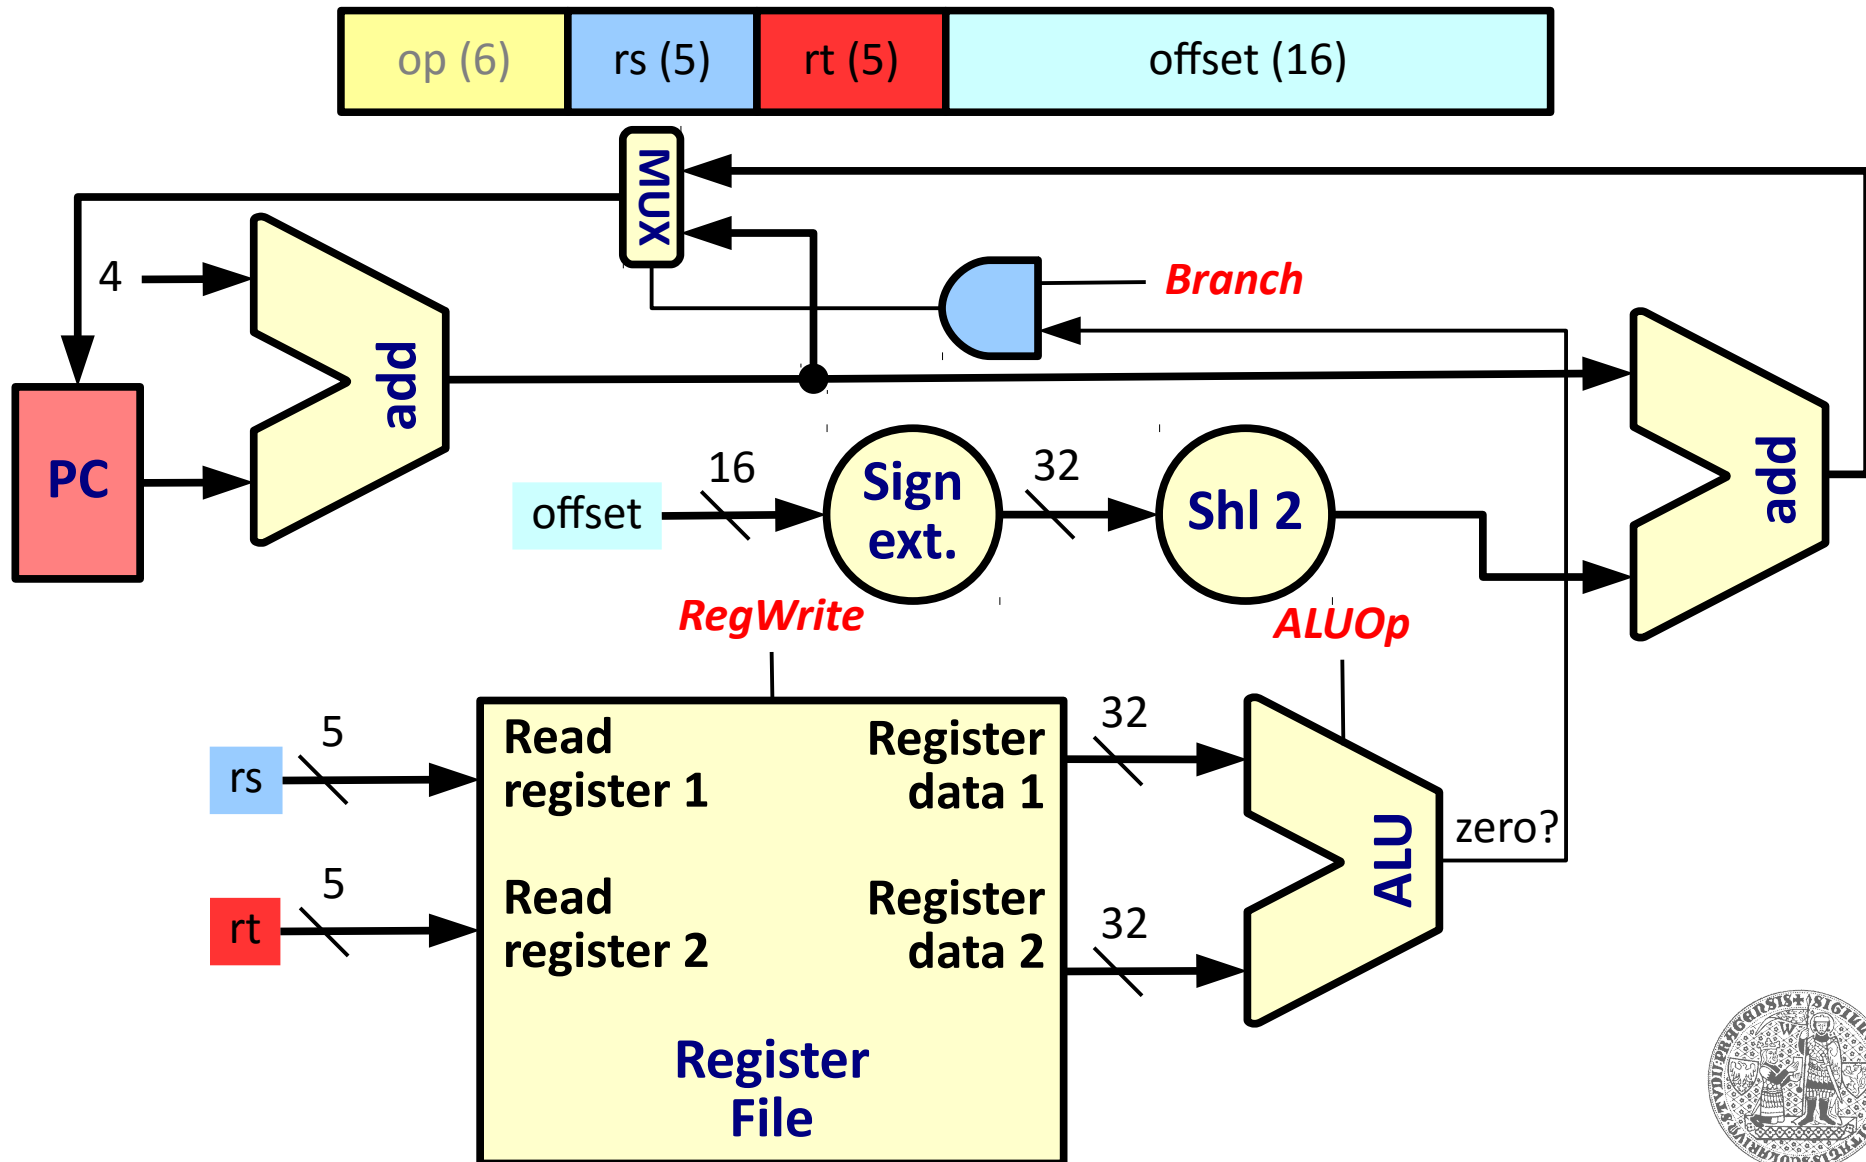 op (6) rs (5) rt (5) offset (16)
MUX
4
Branch
add
PC
16
32
offset
Sign
ext.
Shl 2
add
RegWrite
ALUOp
rs
5
Read
register 1
Register
data 1
32
ALU
zero?
rt
5
Read
register 2
Register
data 2
32
Register
File